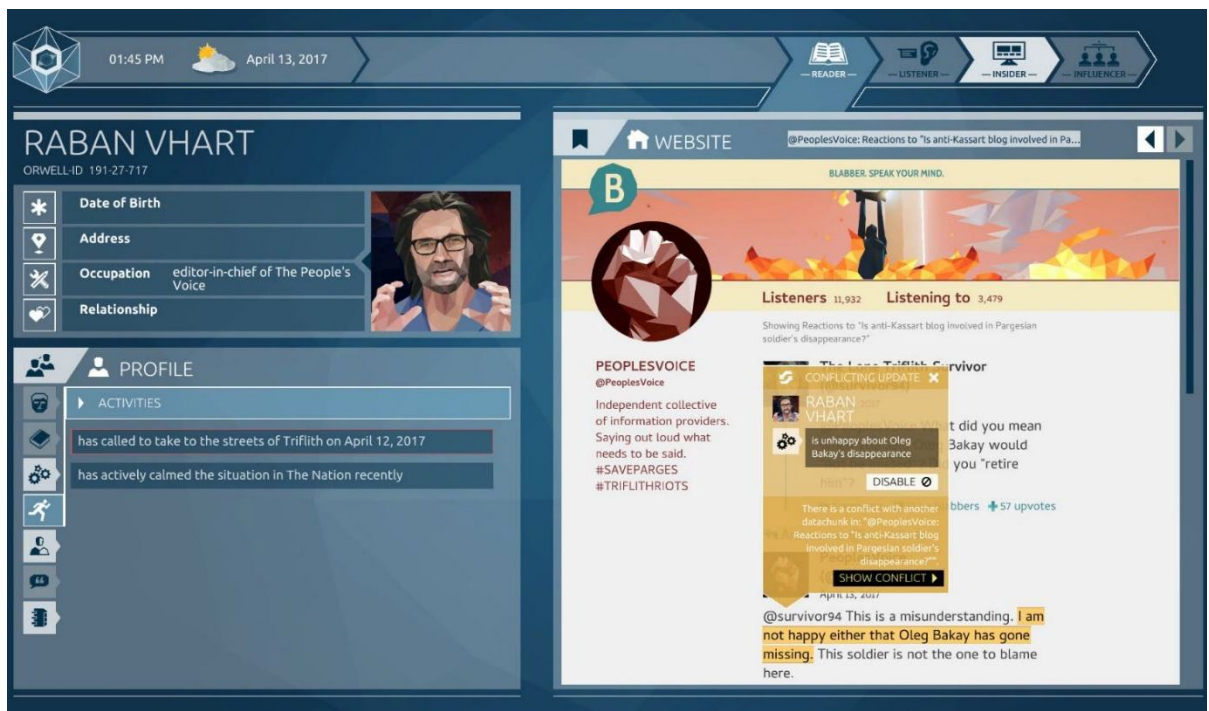 01:45 PM
April 13, 2017
— READER —
— LISTENER —
— INSIDER —
— INFLUENCER —
RABAN VHART
ORWELL-ID 191-27-717
Date of Birth
Address
Occupation editor-in-chief of The People's
Voice
Relationship
PROFILE
ACTIVITIES
has called to take to the streets of Triflith on April 12, 2017
has actively calmed the situation in The Nation recently
WEBSITE
@PeoplesVoice: Reactions to "Is anti-Kassart blog involved in Pa...
BLABBER. SPEAK YOUR MIND.
B
Listeners 11,932 Listening to 3,479
Showing Reactions to "Is anti-Kassart blog involved in Pargesian
soldier's disappearance?"
PEOPLESVOICE
@PeoplesVoice
Independent collective
of information providers.
Saying out loud what
needs to be said.
#SAVEPARGES
#TRIFLITHRIOTS
The Lone Triflith Survivor
CONFLICTING UPDATE
RABAN
VHART
is unhappy about Oleg
Bakay's disappearance
DISABLE
There is a conflict with another
datachunk in: "@PeoplesVoice:
Reactions to "Is anti-Kassart blog
involved in Pargesian soldier's
disappearance?"".
SHOW CONFLICT
did you mean
Bakay would
you "retire
57 upvotes
April 13, 2017
@survivor94 This is a misunderstanding. I am
not happy either that Oleg Bakay has gone
missing. This soldier is not the one to blame
here.